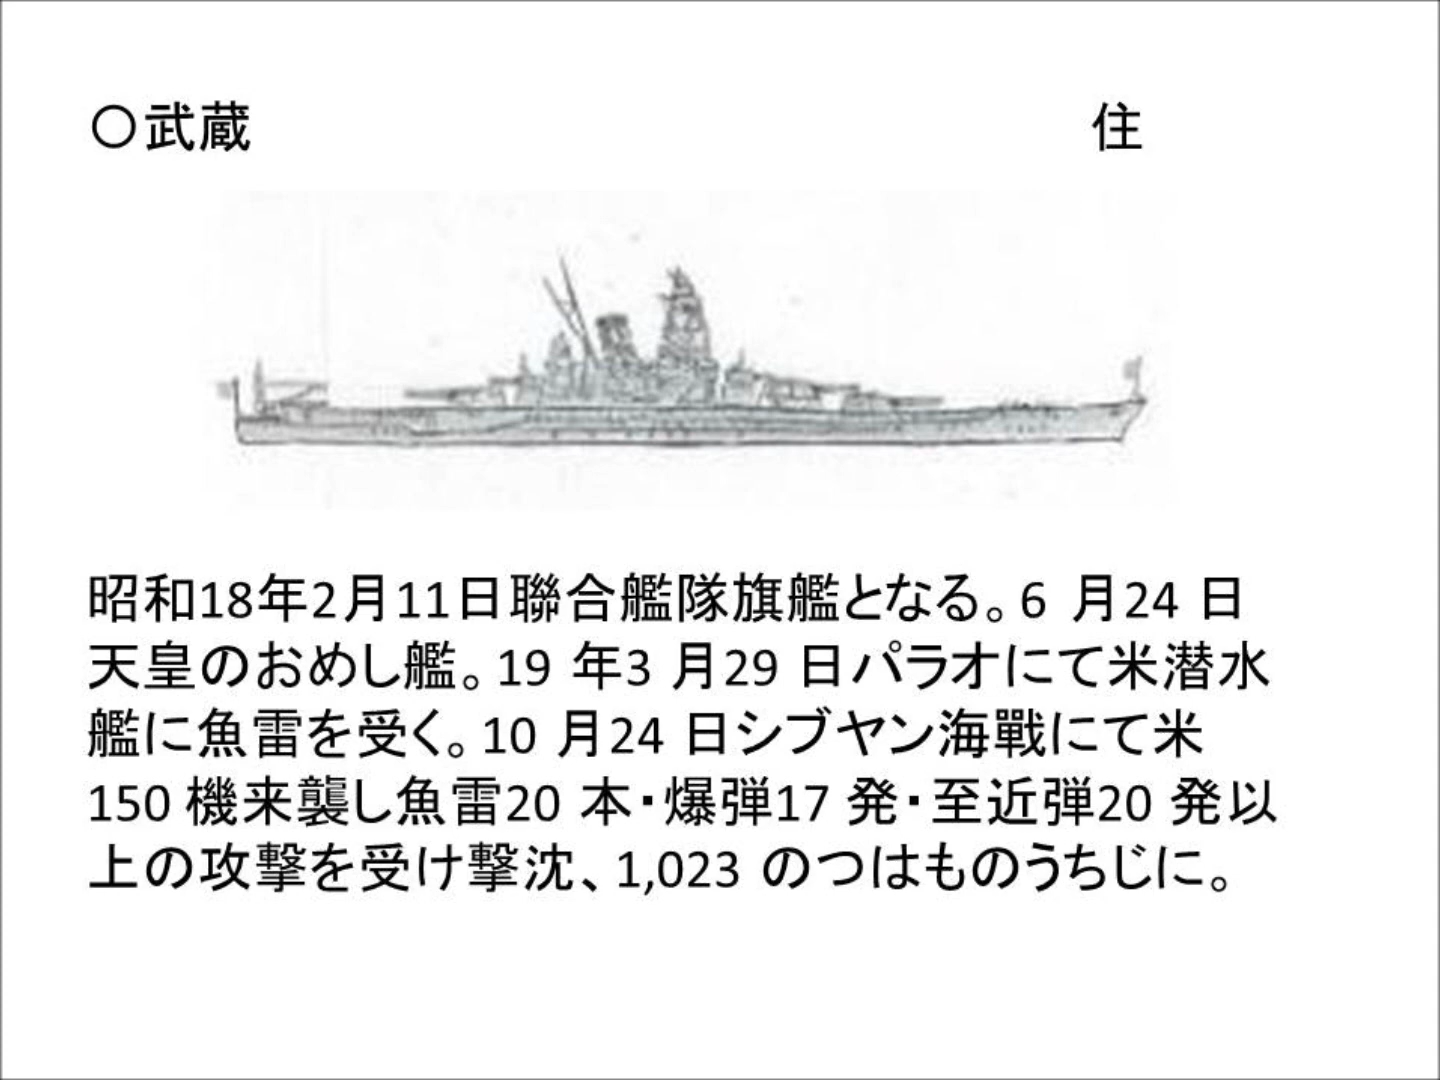 ○武蔵 住
昭和18年2月11日聯合艦隊旗艦となる。6 月24 日
天皇のおめし艦。19 年3 月29 日パラオにて米潜水
艦に魚雷を受く。10 月24 日シブヤン海戰にて米
150 機来襲し魚雷20 本・爆弾17 発・至近弾20 発以
上の攻撃を受け撃沈、1,023 のつはものうちじに。